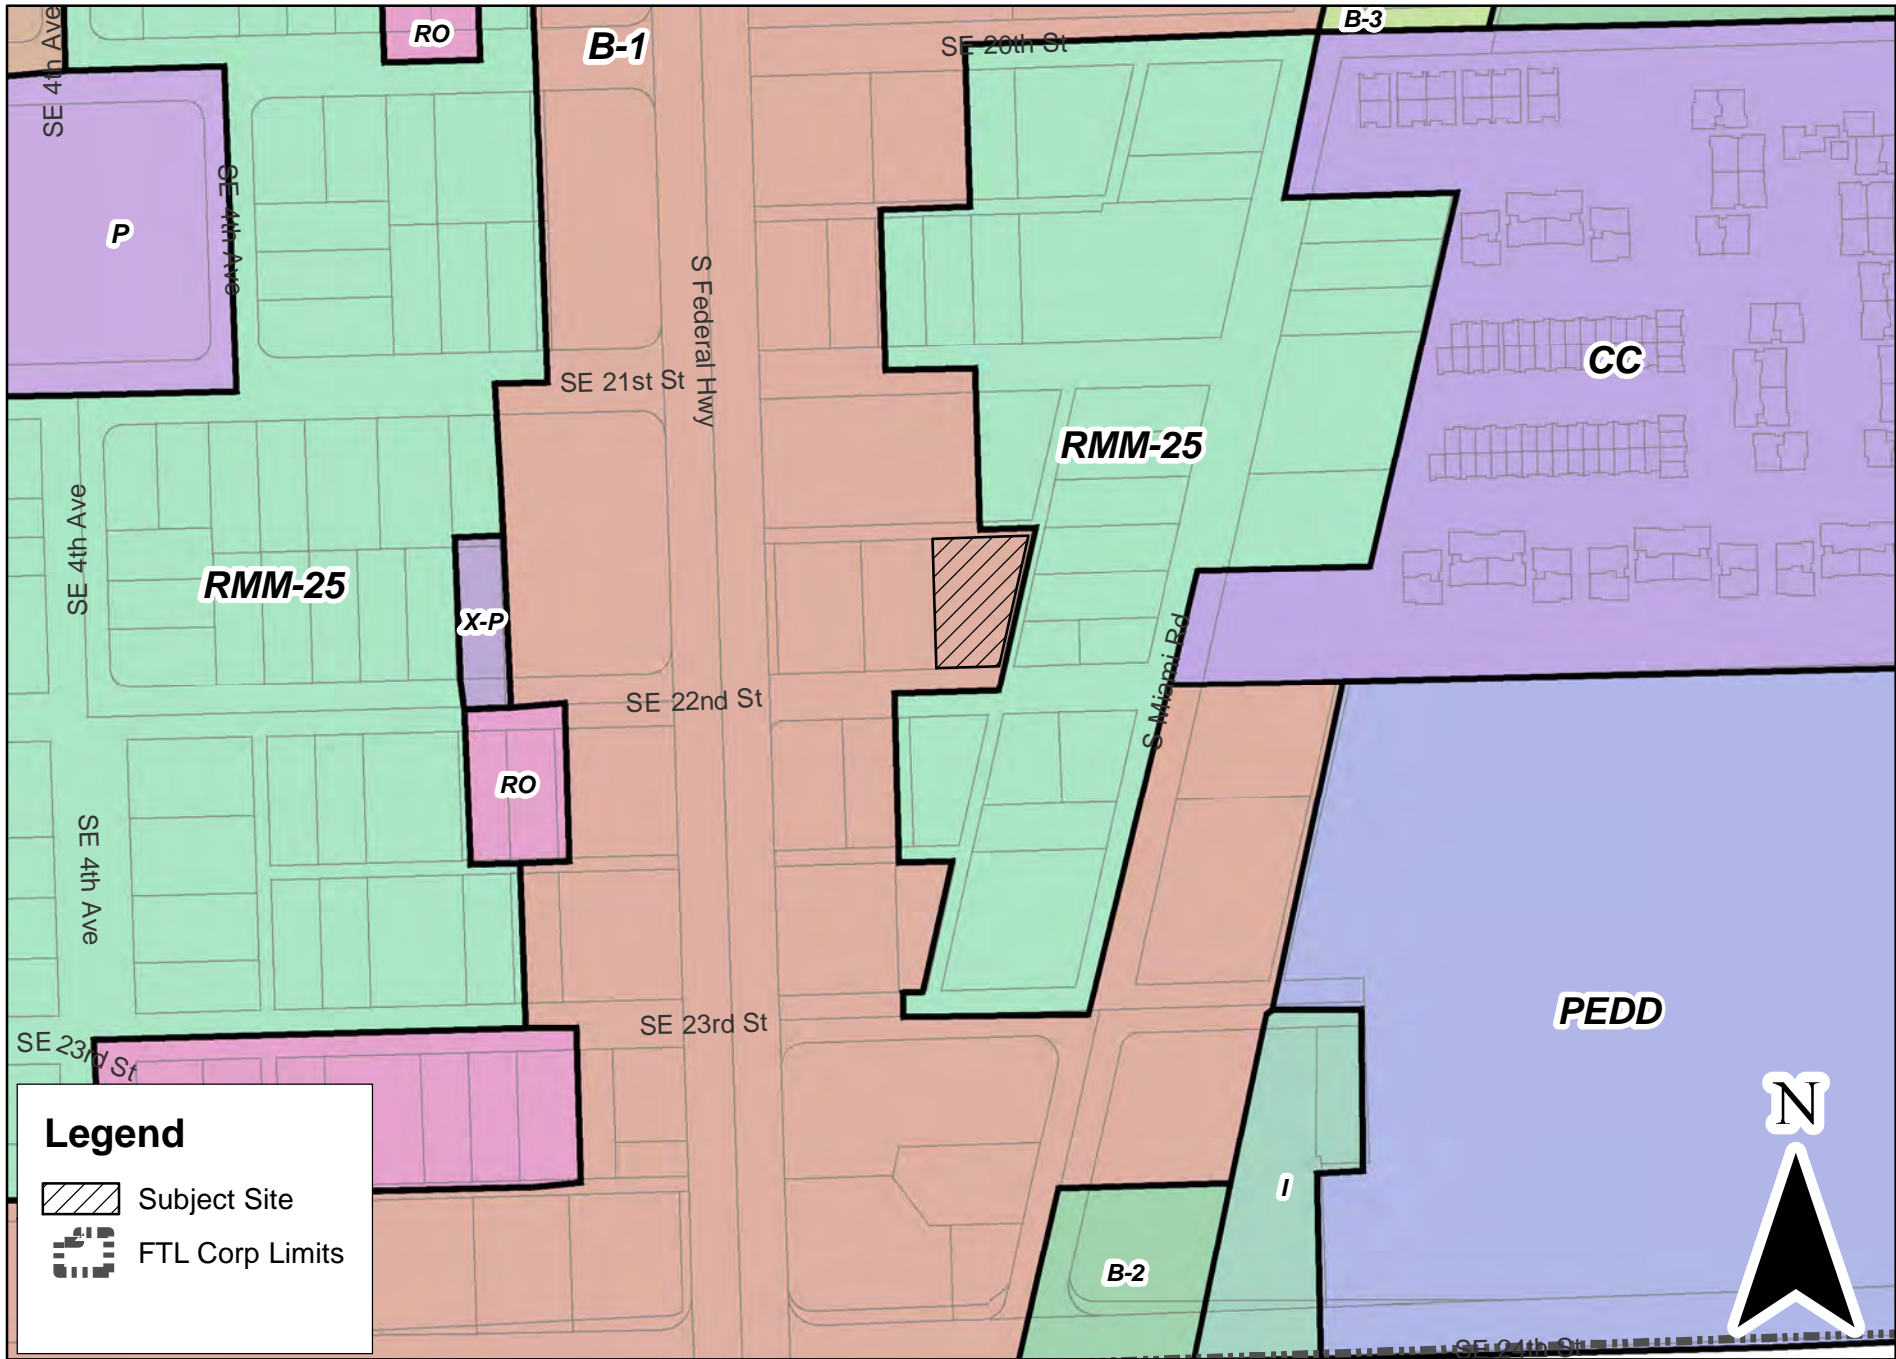 SE 4th Ave
RO
B-1
SE 20th St
B-3
P
SE 4th Ave
S Federal Hwy
SE 21st St
CC
RMM-25
SE 4th Ave
RMM-25
X-P
S Miami Rd
SE 22nd St
RO
SE 4th Ave
PEDD
SE 23rd St
SE 23rd St
N
Legend
Subject Site
FTL Corp Limits
I
B-2
SE 24th St